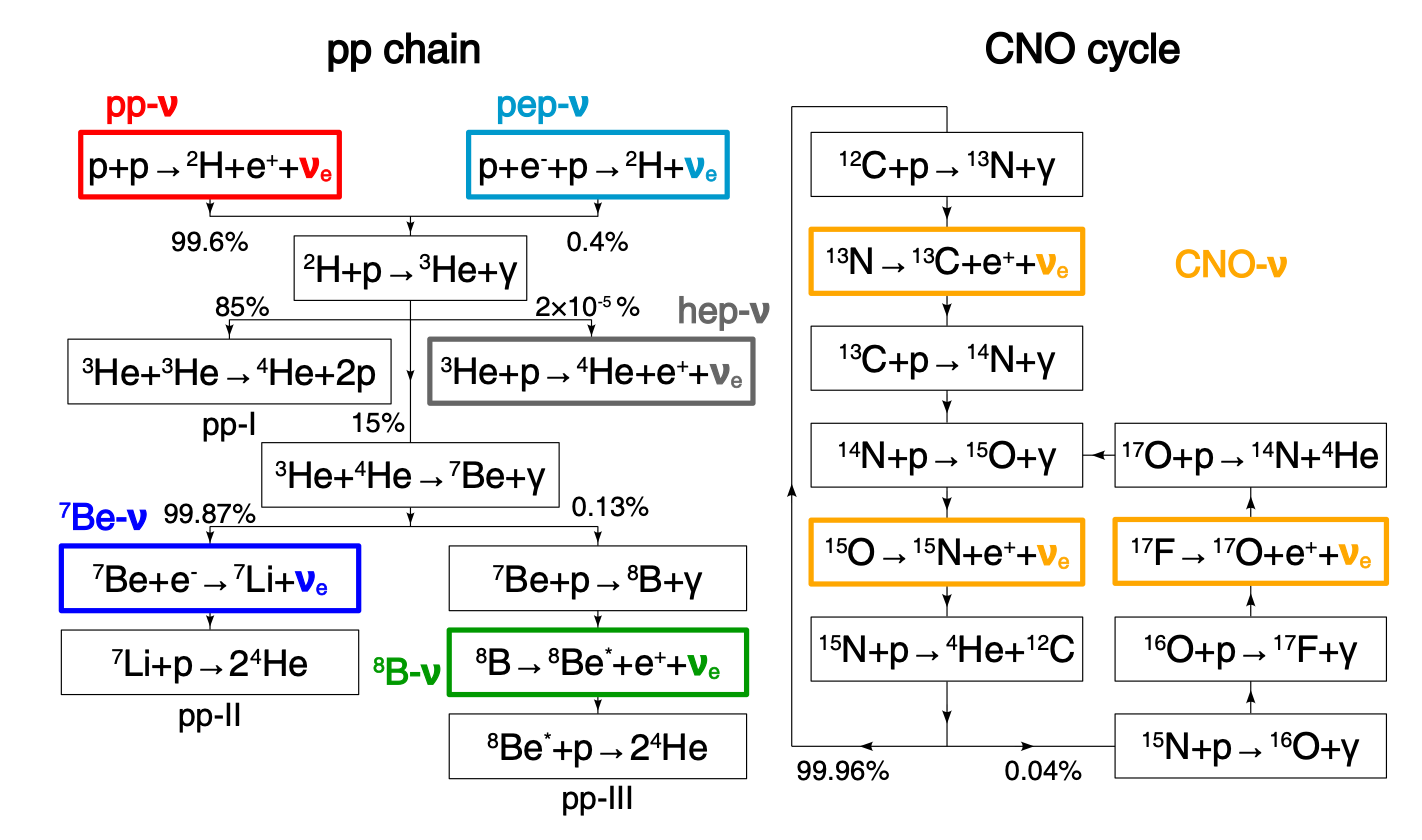 pp chain
pp-ν
pep-ν
p+p→²H+e⁺+νₑ
p+e⁻+p→²H+νₑ
99.6%
0.4%
²H+p→³He+γ
85%
2×10⁻⁵ %
hep-ν
³He+³He→⁴He+2p
³He+p→⁴He+e⁺+νₑ
pp-I
15%
³He+⁴He→⁷Be+γ
⁷Be-ν
99.87%
0.13%
⁷Be+e⁻→⁷Li+νₑ
⁷Be+p→⁸B+γ
⁷Li+p→2⁴He
⁸B-ν
⁸B→⁸Be*+e⁺+νₑ
pp-II
⁸Be*+p→2⁴He
pp-III
CNO cycle
¹²C+p→¹³N+γ
¹³N→¹³C+e⁺+νₑ
CNO-ν
¹³C+p→¹⁴N+γ
¹⁴N+p→¹⁵O+γ
¹⁷O+p→¹⁴N+⁴He
¹⁵O→¹⁵N+e⁺+νₑ
¹⁷F→¹⁷O+e⁺+νₑ
¹⁵N+p→⁴He+¹²C
¹⁶O+p→¹⁷F+γ
¹⁵N+p→¹⁶O+γ
99.96%
0.04%